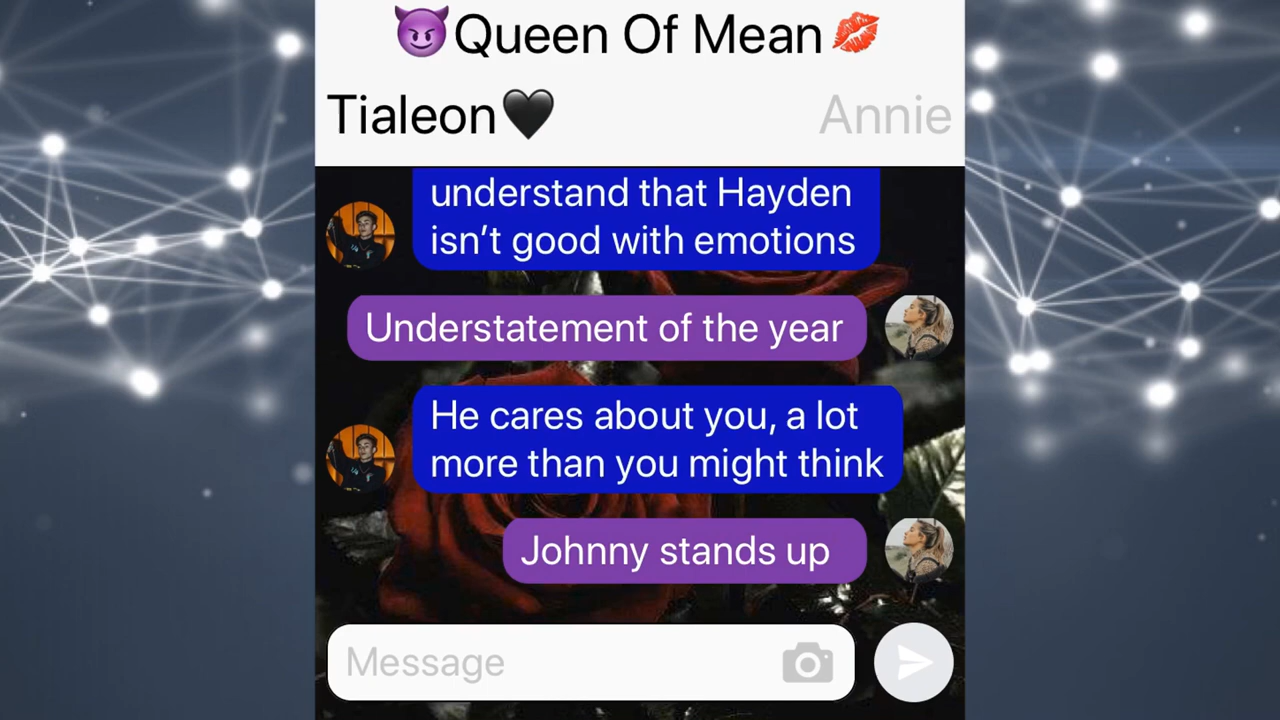 😈Queen Of Mean💋
Tialeon🖤 Annie
understand that Hayden
isn’t good with emotions
Understatement of the year
He cares about you, a lot
more than you might think
Johnny stands up
Message